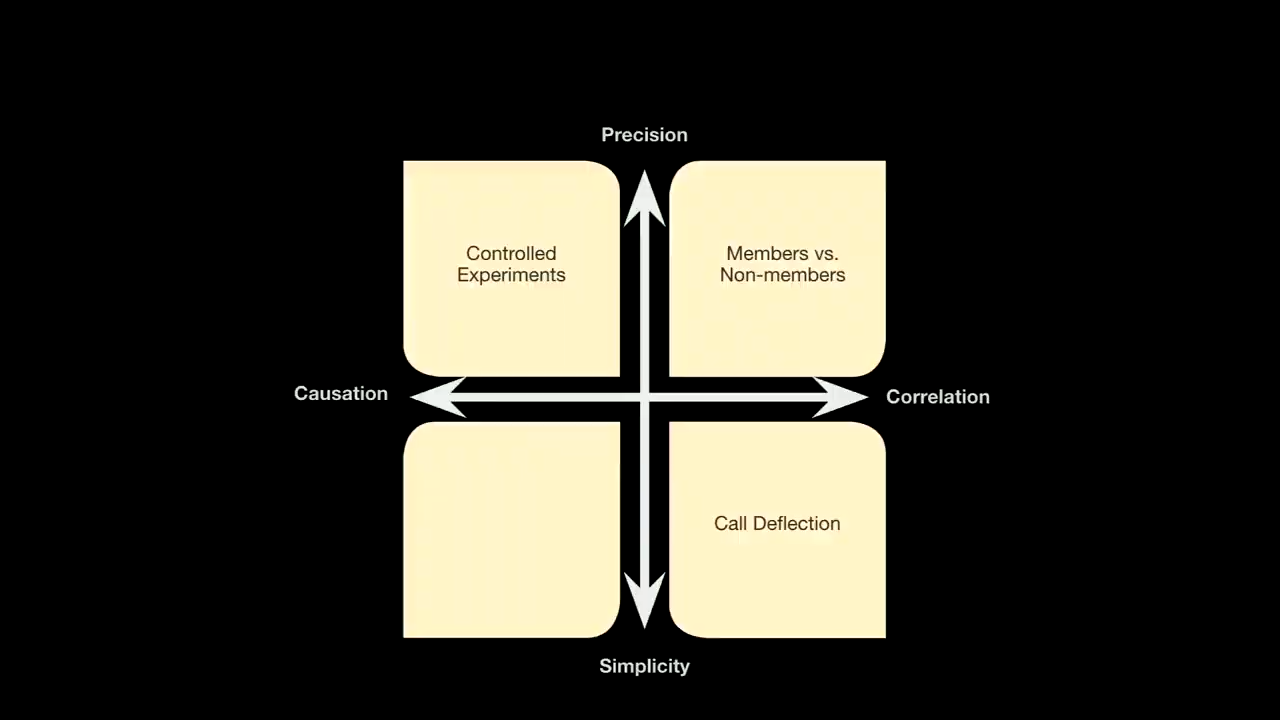 Precision
Controlled
Experiments
Members vs.
Non-members
Causation
Correlation
Call Deflection
Simplicity